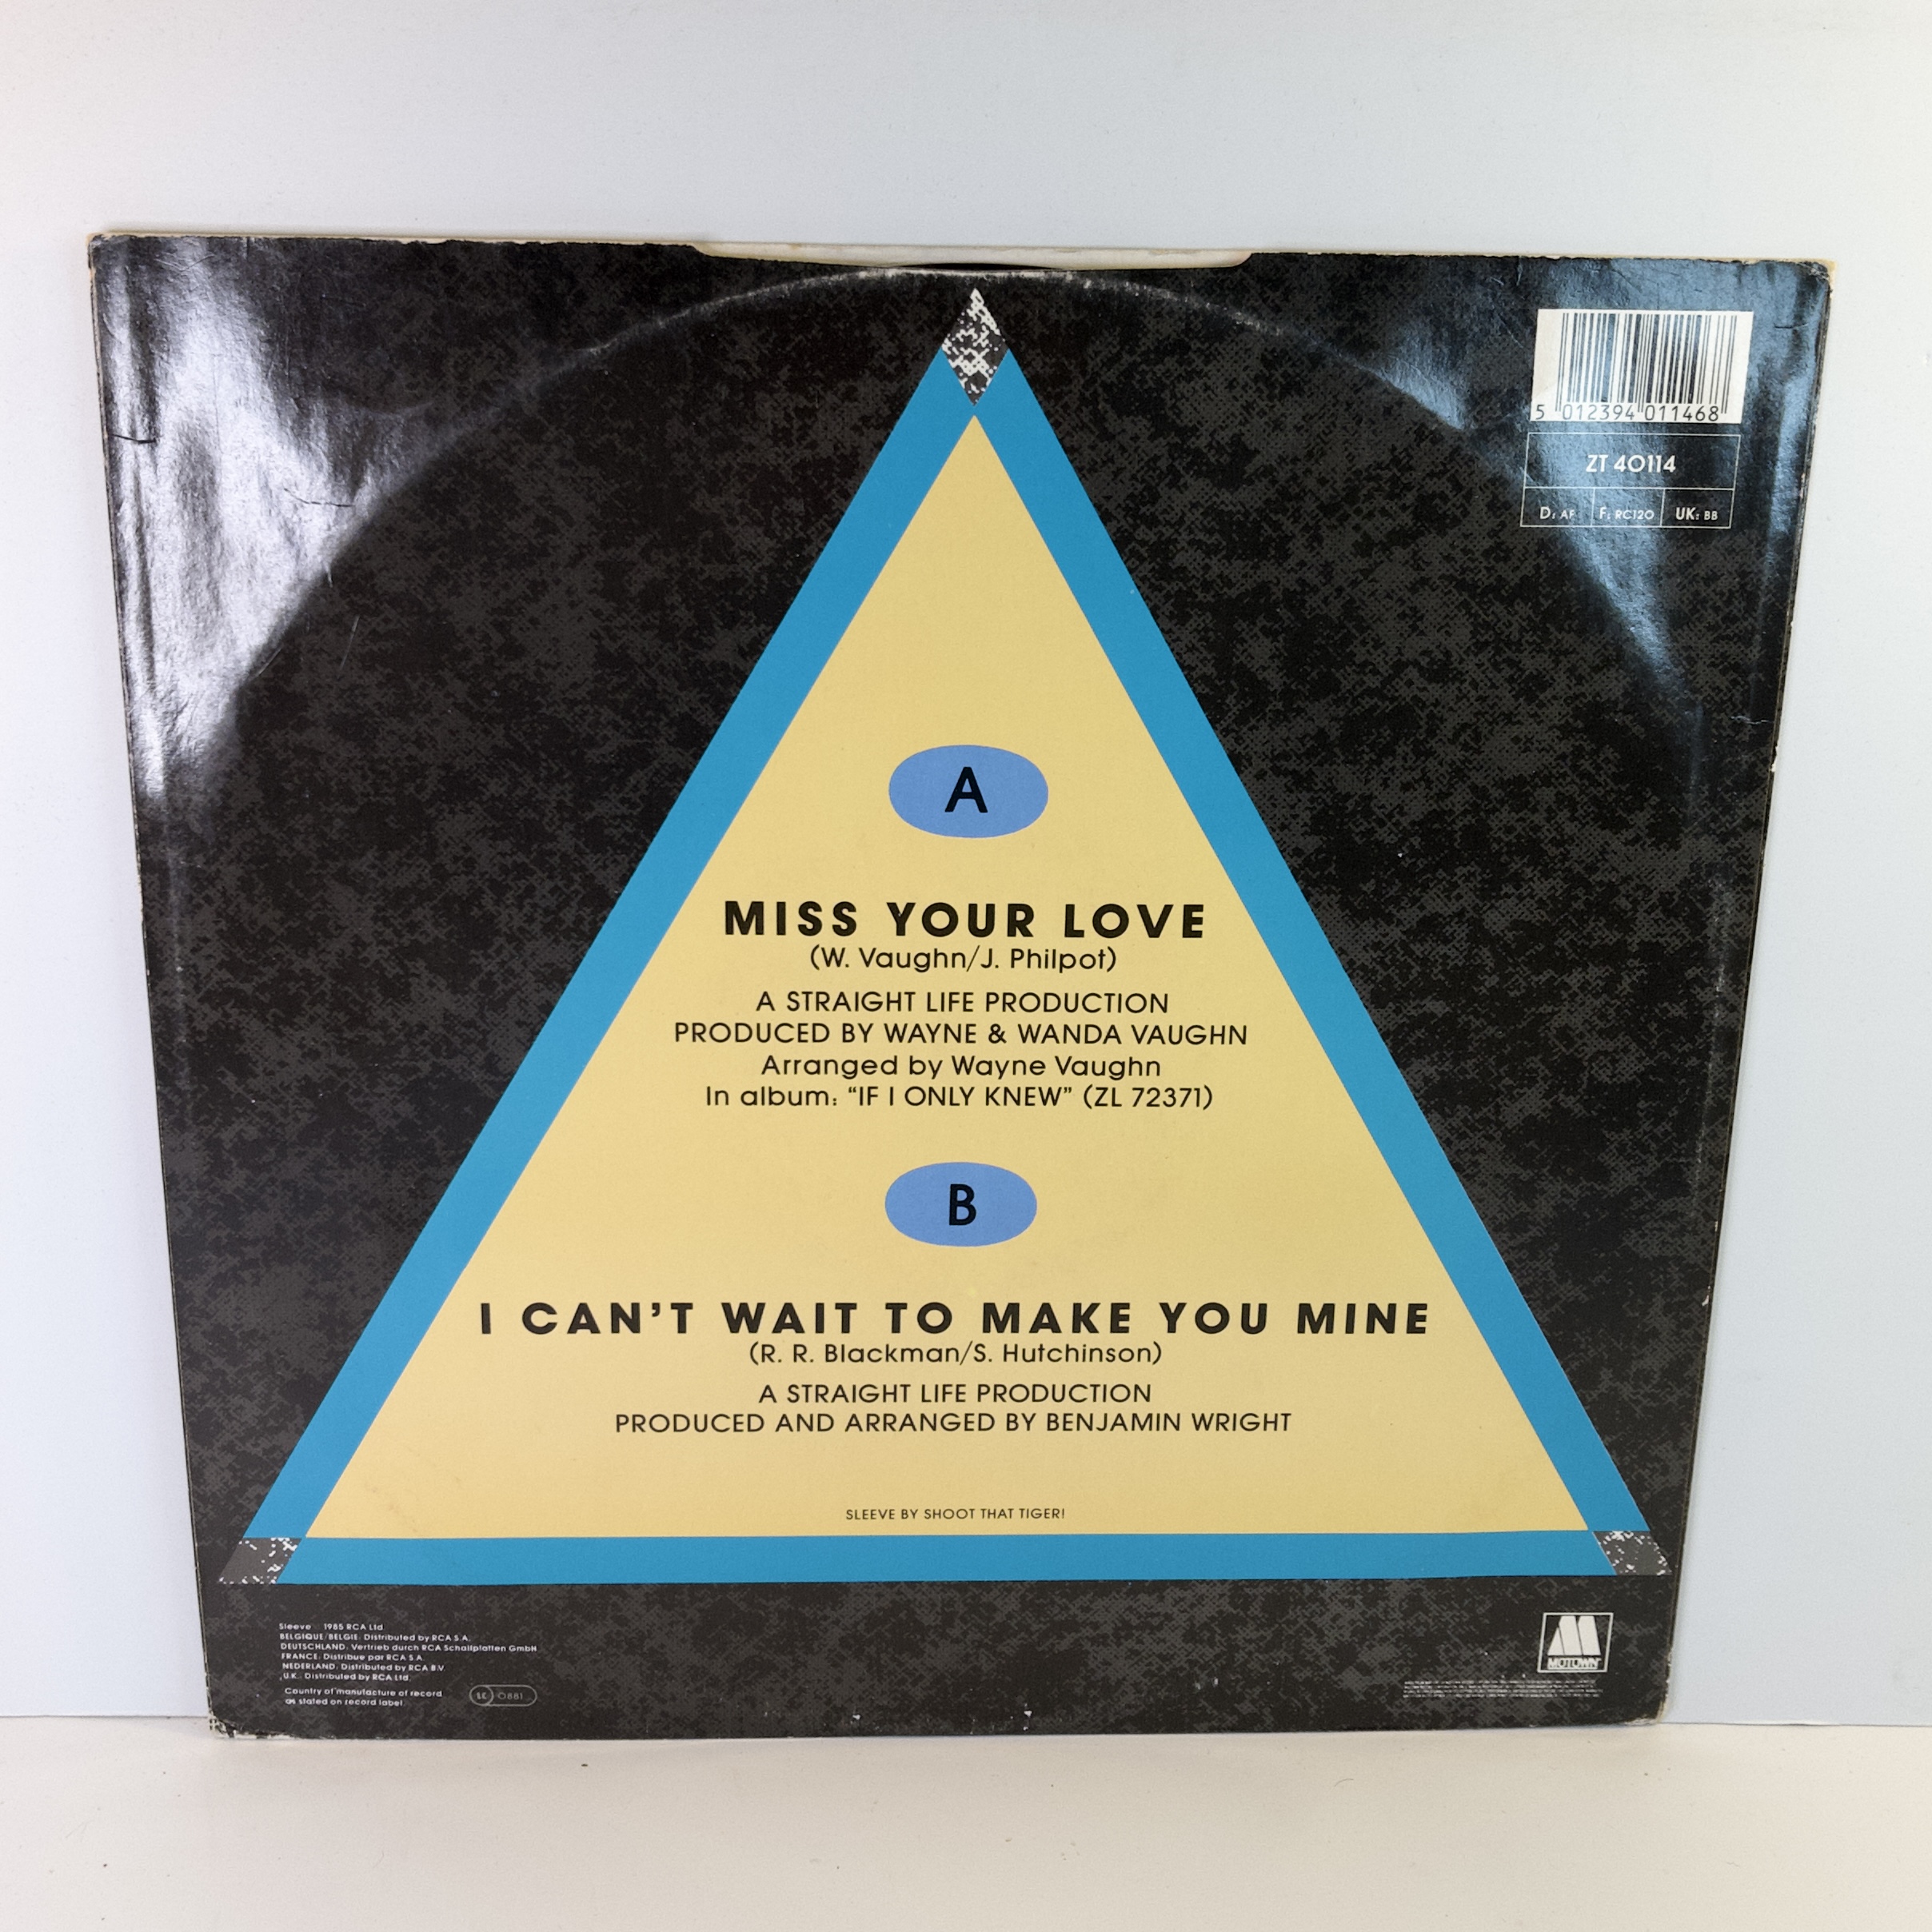 5 012394 011468
ZT 40114
D: AF F: RC120 UK: BB
A
MISS YOUR LOVE
(W. Vaughn/J. Philpot)
A STRAIGHT LIFE PRODUCTION
PRODUCED BY WAYNE & WANDA VAUGHN
Arranged by Wayne Vaughn
In album: “IF I ONLY KNEW” (ZL 72371)
B
I CAN’T WAIT TO MAKE YOU MINE
(R. R. Blackman/S. Hutchinson)
A STRAIGHT LIFE PRODUCTION
PRODUCED AND ARRANGED BY BENJAMIN WRIGHT
SLEEVE BY SHOOT THAT TIGER!
Sleeve 1985 RCA Ltd.
BELGIQUE/BELGIE: Distributed by RCA S.A.
DEUTSCHLAND: Vertrieb durch RCA Schallplatten GmbH
FRANCE: Distribue par RCA S.A.
NEDERLAND: Distributed by RCA B.V.
U.K.: Distributed by RCA Ltd.
Country of manufacture of record
as stated on record label.
LC 0881
MOTOWN